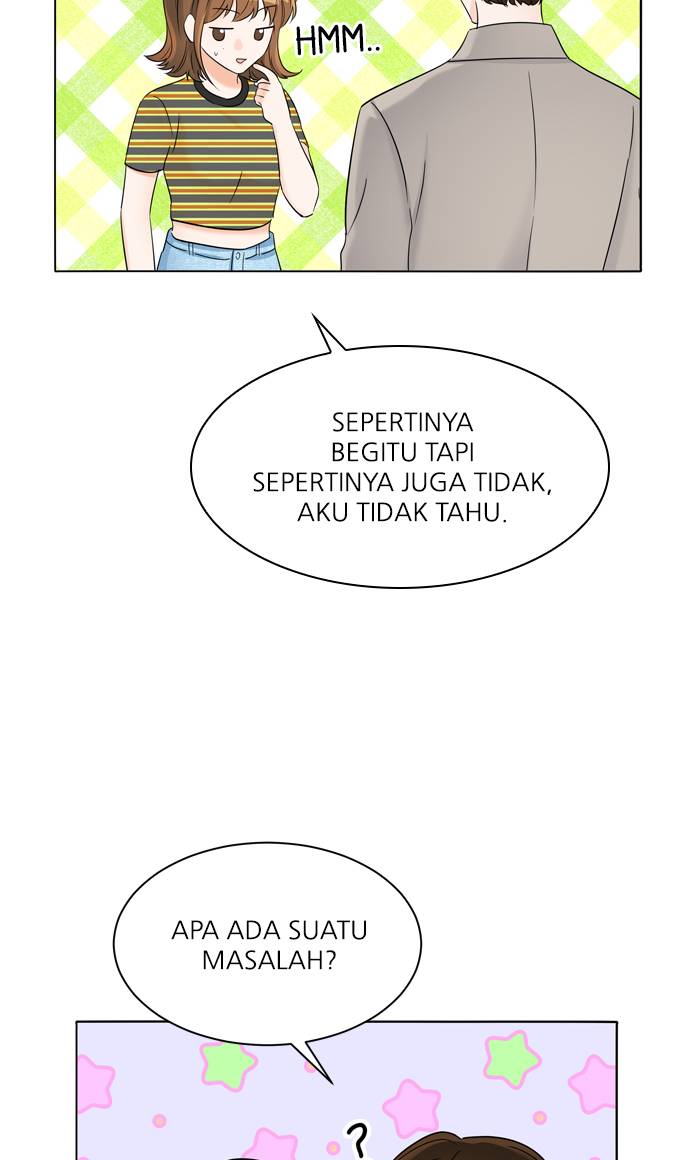 HMM..
SEPERTINYA
BEGITU TAPI
SEPERTINYA JUGA TIDAK,
AKU TIDAK TAHU.
APA ADA SUATU
MASALAH?
?